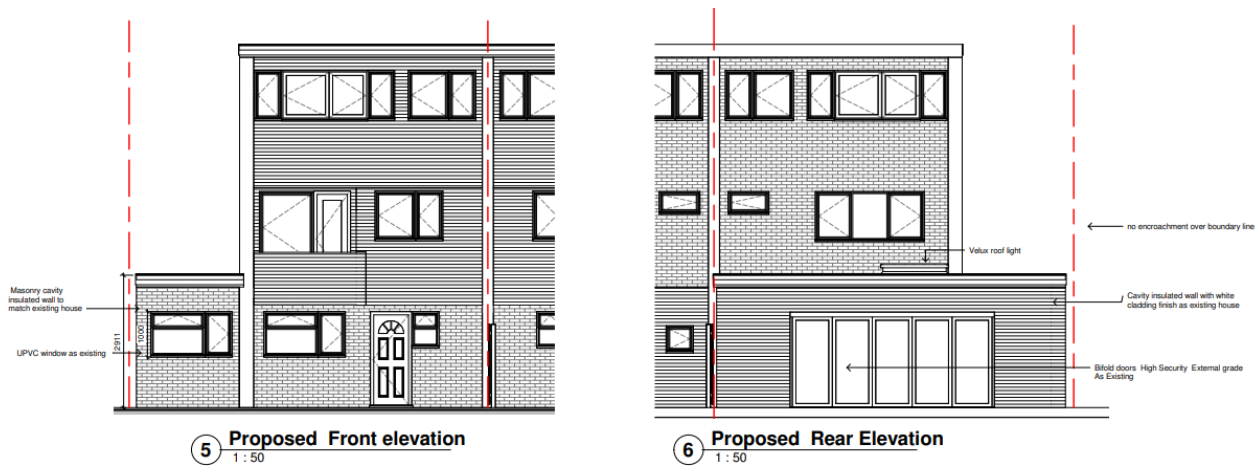 Masonry cavity
insulated wall to
match existing house
UPVC window as existing
2911
1000
5
Proposed Front elevation
1 : 50
no encroachment over boundary line
Velux roof light
Cavity insulated wall with white
cladding finish as existing house
Bifold doors High Security External grade
As Existing
6
Proposed Rear Elevation
1 : 50